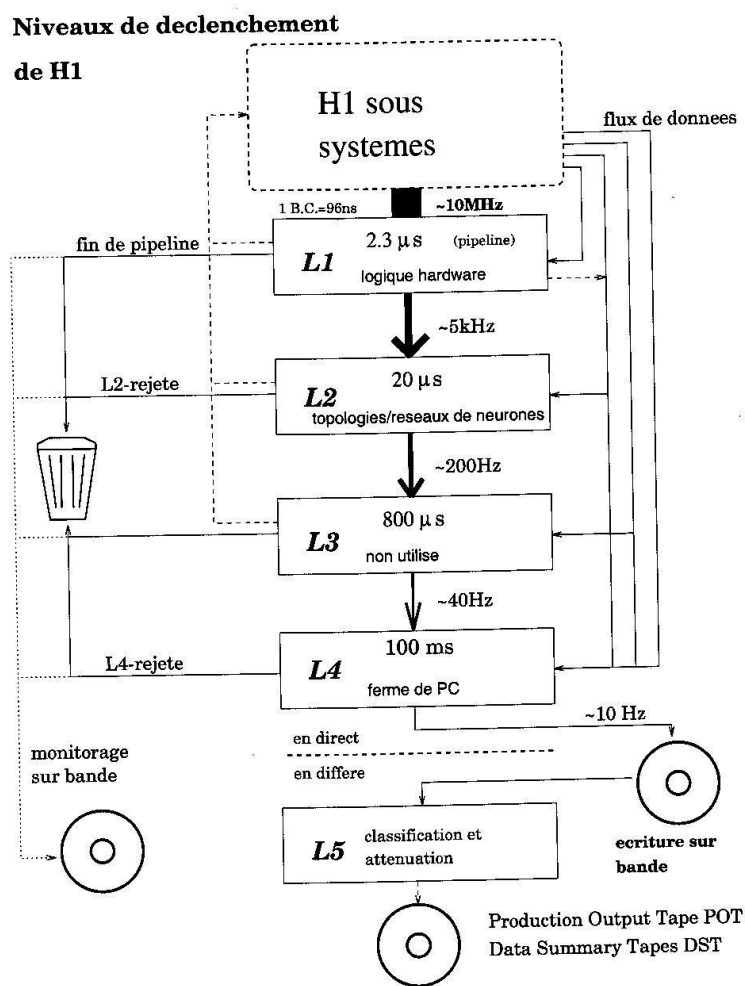 Niveaux de declenchement
de H1
H1 sous
systemes
flux de donnees
1 B.C.=96ns
~10MHz
fin de pipeline
2.3 µs (pipeline)
L1
logique hardware
~5kHz
L2-rejete
20 µs
L2
topologies/reseaux de neurones
~200Hz
800 µs
L3
non utilise
~40Hz
L4-rejete
100 ms
L4
ferme de PC
~10 Hz
monitorage
sur bande
en direct
en differe
L5
classification et
attenuation
ecriture sur
bande
Production Output Tape POT
Data Summary Tapes DST